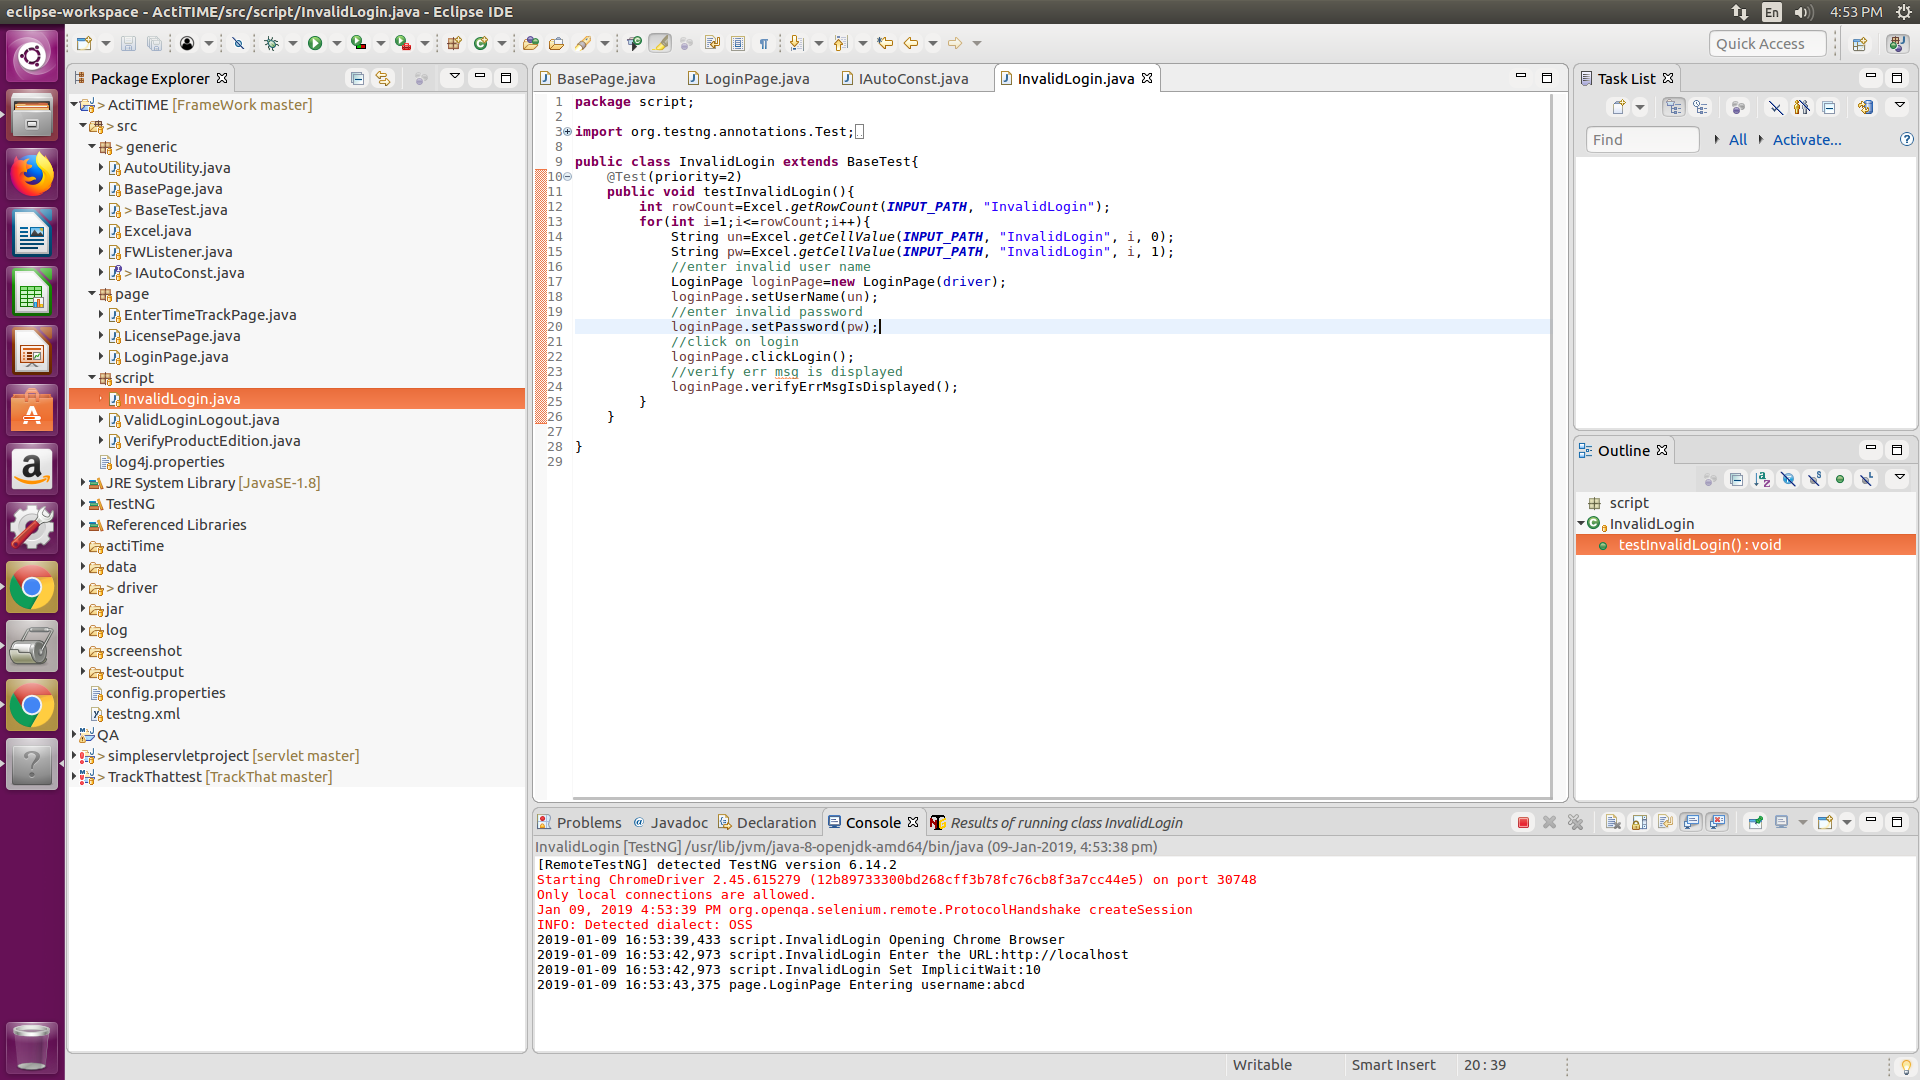 eclipse-workspace - ActiTIME/src/script/InvalidLogin.java - Eclipse IDE
En
4:53 PM
Quick Access
Package Explorer
> ActiTIME [FrameWork master]
> src
> generic
AutoUtility.java
BasePage.java
> BaseTest.java
Excel.java
FWListener.java
> IAutoConst.java
page
EnterTimeTrackPage.java
LicensePage.java
LoginPage.java
script
InvalidLogin.java
ValidLoginLogout.java
VerifyProductEdition.java
log4j.properties
JRE System Library [JavaSE-1.8]
TestNG
Referenced Libraries
actiTime
data
> driver
jar
log
screenshot
test-output
config.properties
testng.xml
QA
> simpleservletproject [servlet master]
> TrackThattest [TrackThat master]
BasePage.java
LoginPage.java
IAutoConst.java
InvalidLogin.java
1 package script;
2
3 import org.testng.annotations.Test;
8
9 public class InvalidLogin extends BaseTest{
10 @Test(priority=2)
11 public void testInvalidLogin(){
12 int rowCount=Excel.getRowCount(INPUT_PATH, "InvalidLogin");
13 for(int i=1;i<=rowCount;i++){
14 String un=Excel.getCellValue(INPUT_PATH, "InvalidLogin", i, 0);
15 String pw=Excel.getCellValue(INPUT_PATH, "InvalidLogin", i, 1);
16 //enter invalid user name
17 LoginPage loginPage=new LoginPage(driver);
18 loginPage.setUserName(un);
19 //enter invalid password
20 loginPage.setPassword(pw);
21 //click on login
22 loginPage.clickLogin();
23 //verify err msg is displayed
24 loginPage.verifyErrMsgIsDisplayed();
25 }
26 }
27
28 }
29
Task List
Find
All
Activate...
Outline
script
InvalidLogin
testInvalidLogin() : void
Problems
@ Javadoc
Declaration
Console
Results of running class InvalidLogin
InvalidLogin [TestNG] /usr/lib/jvm/java-8-openjdk-amd64/bin/java (09-Jan-2019, 4:53:38 pm)
[RemoteTestNG] detected TestNG version 6.14.2
Starting ChromeDriver 2.45.615279 (12b89733300bd268cff3b78fc76cb8f3a7cc44e5) on port 30748
Only local connections are allowed.
Jan 09, 2019 4:53:39 PM org.openqa.selenium.remote.ProtocolHandshake createSession
INFO: Detected dialect: OSS
2019-01-09 16:53:39,433 script.InvalidLogin Opening Chrome Browser
2019-01-09 16:53:42,973 script.InvalidLogin Enter the URL:http://localhost
2019-01-09 16:53:42,973 script.InvalidLogin Set ImplicitWait:10
2019-01-09 16:53:43,375 page.LoginPage Entering username:abcd
Writable
Smart Insert
20 : 39